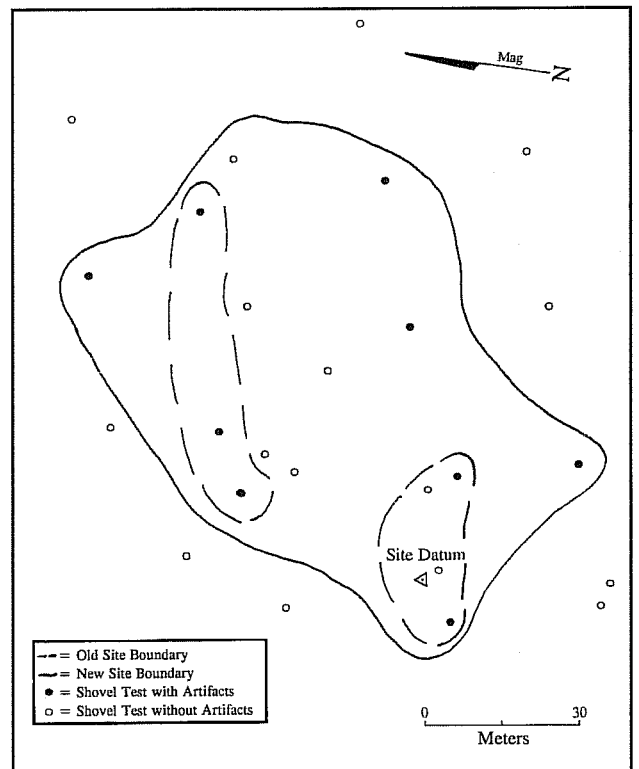 Mag
N
Site Datum
= Old Site Boundary
= New Site Boundary
= Shovel Test with Artifacts
= Shovel Test without Artifacts
0 30
Meters